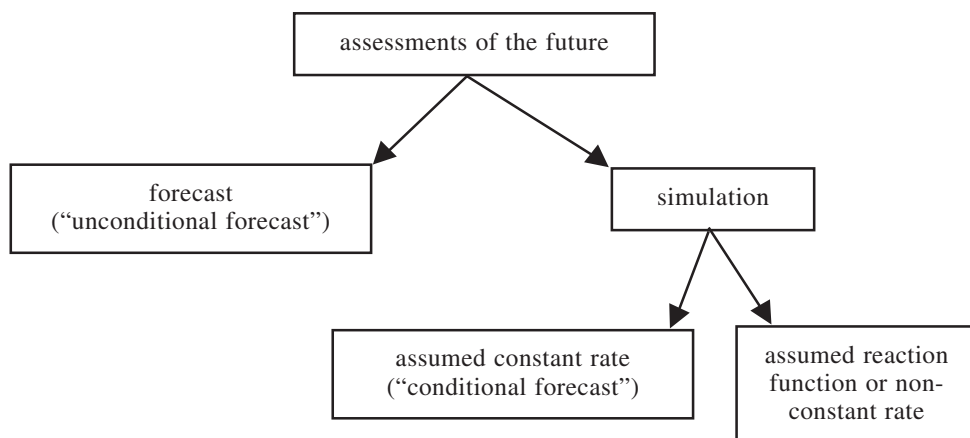 assessments of the future
forecast
(“unconditional forecast”)
simulation
assumed constant rate
(“conditional forecast”)
assumed reaction
function or non-
constant rate